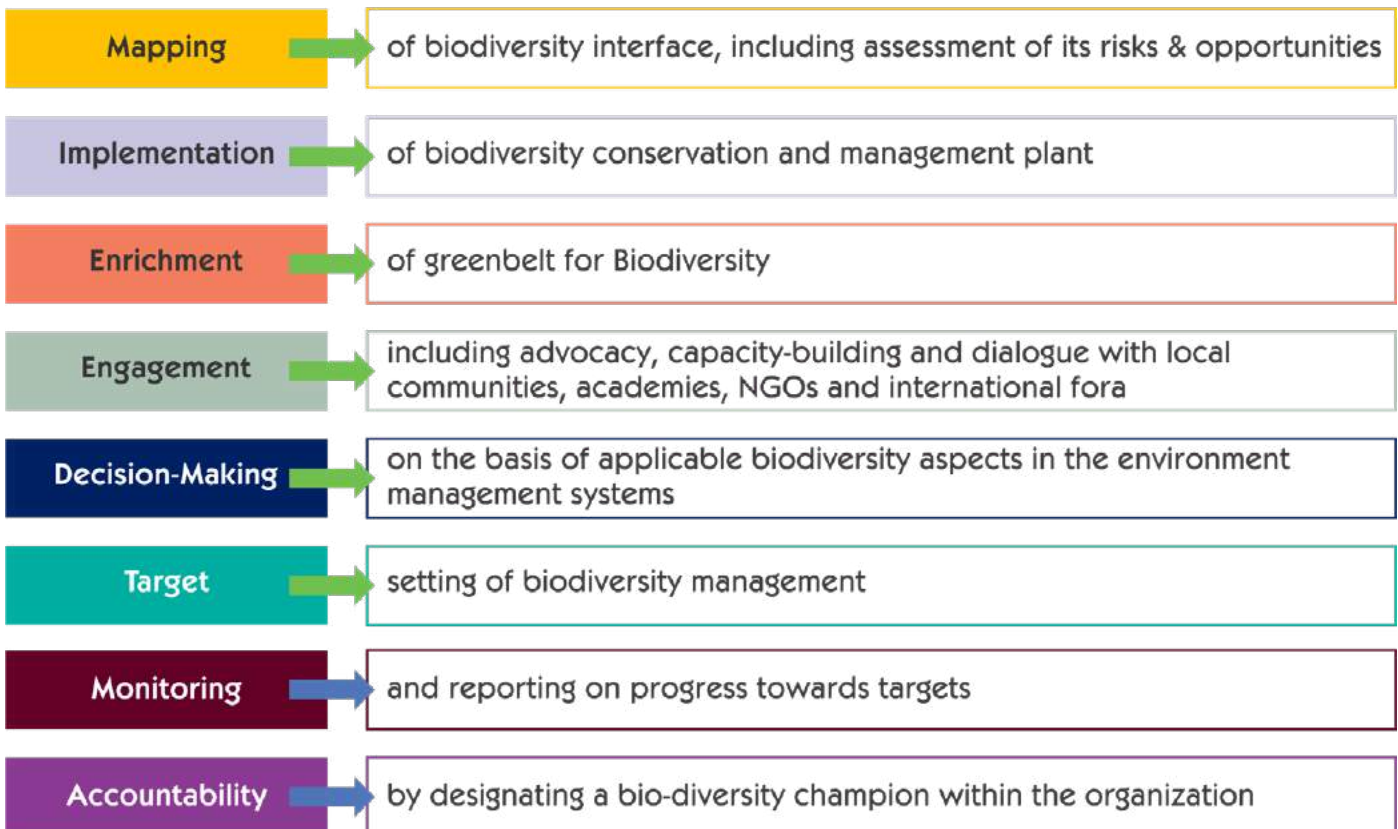 Mapping
of biodiversity interface, including assessment of its risks & opportunities
Implementation
of biodiversity conservation and management plant
Enrichment
of greenbelt for Biodiversity
Engagement
including advocacy, capacity-building and dialogue with local
communities, academies, NGOs and international fora
Decision-Making
on the basis of applicable biodiversity aspects in the environment
management systems
Target
setting of biodiversity management
Monitoring
and reporting on progress towards targets
Accountability
by designating a bio-diversity champion within the organization